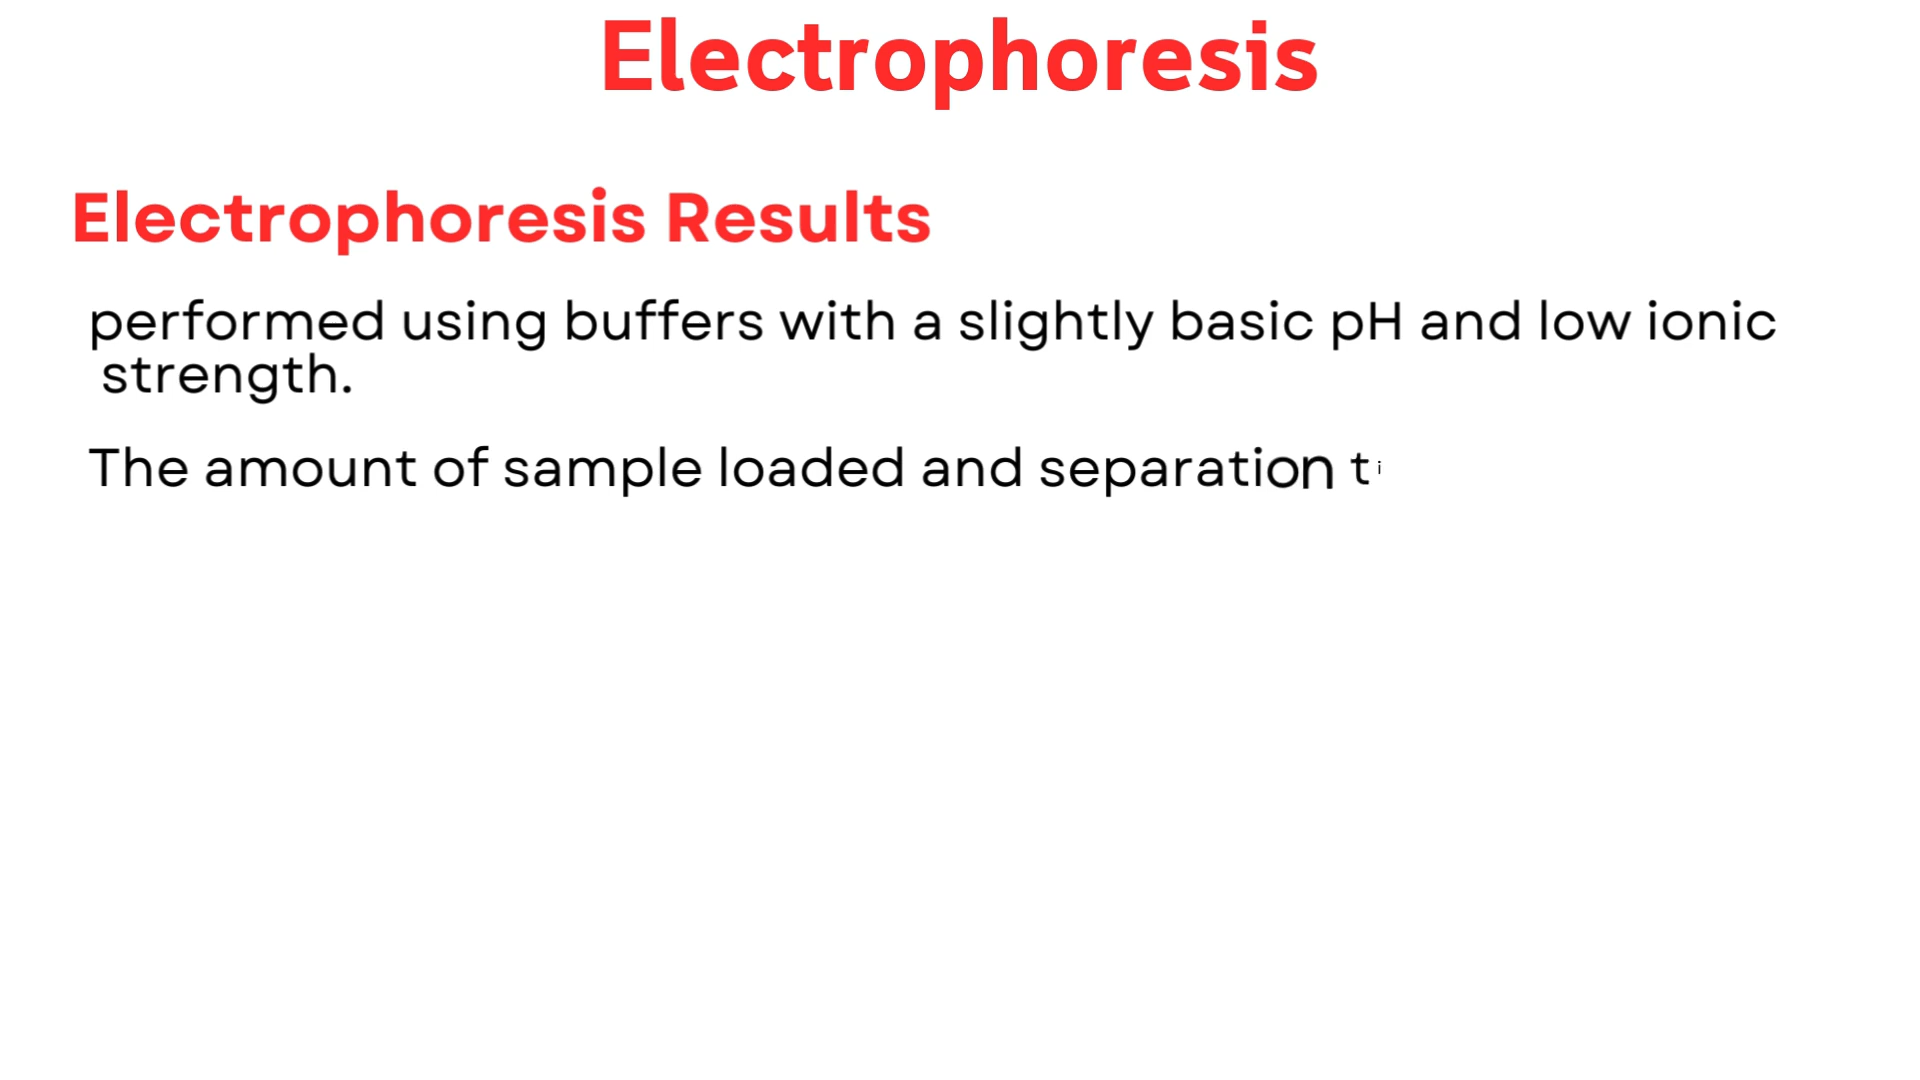 Electrophoresis
Electrophoresis Results
performed using buffers with a slightly basic pH and low ionic
strength.
The amount of sample loaded and separation ti